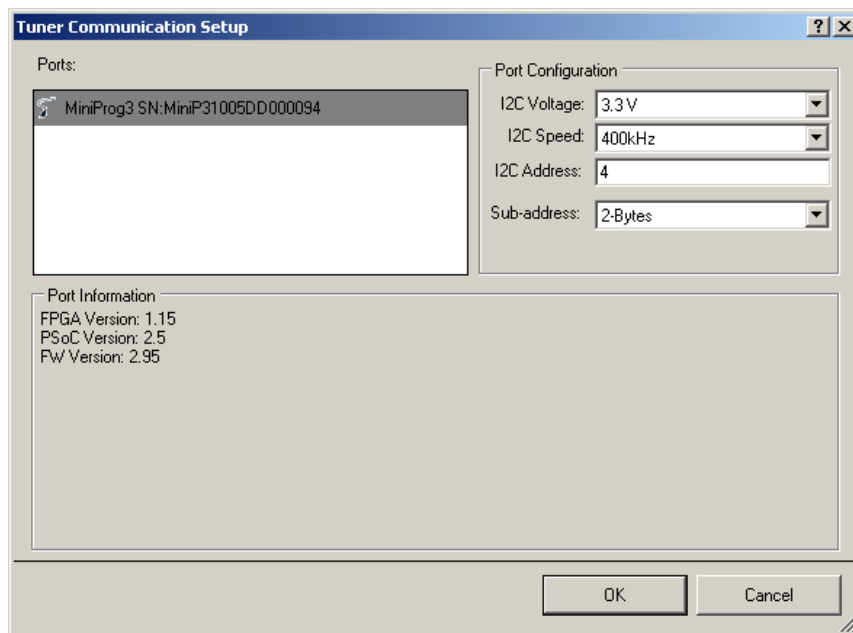 Tuner Communication Setup
Ports:
MiniProg3 SN:MiniP31005DD000094
Port Configuration
I2C Voltage: 3.3 V
I2C Speed: 400kHz
I2C Address: 4
Sub-address: 2-Bytes
Port Information
FPGA Version: 1.15
PSoC Version: 2.5
FW Version: 2.95
OK Cancel